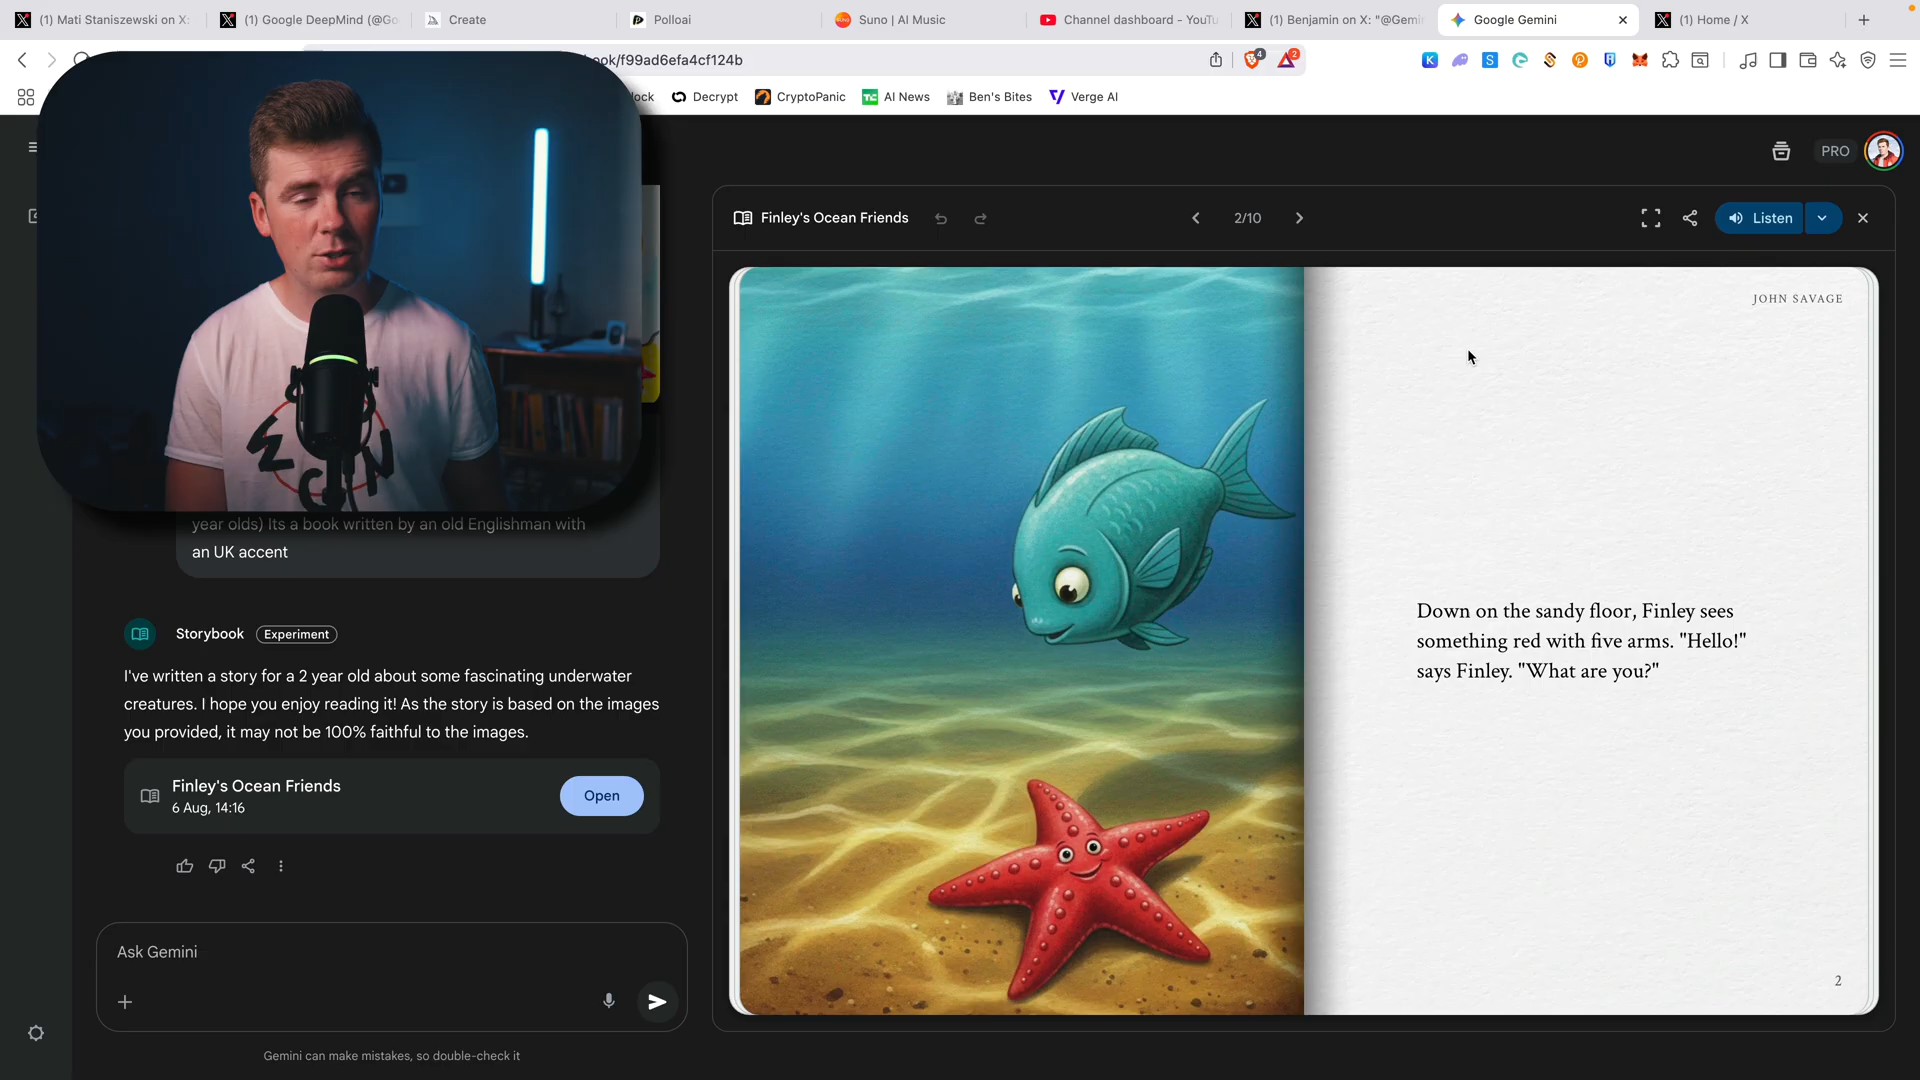 (1) Mati Staniszewski on X:
(1) Google DeepMind (@Go
Create
Polloai
Suno | AI Music
Channel dashboard - YouTu
(1) Benjamin on X: "@Gemin
Google Gemini
(1) Home / X
ook/f99ad6efa4cf124b
4
2
lock
Decrypt
CryptoPanic
AI News
Ben's Bites
Verge AI
PRO
Finley's Ocean Friends
2/10
Listen
JOHN SAVAGE
year olds) Its a book written by an old Englishman with
an UK accent
Storybook
Experiment
I've written a story for a 2 year old about some fascinating underwater
creatures. I hope you enjoy reading it! As the story is based on the images
you provided, it may not be 100% faithful to the images.
Finley's Ocean Friends
6 Aug, 14:16
Open
Down on the sandy floor, Finley sees
something red with five arms. "Hello!"
says Finley. "What are you?"
2
Ask Gemini
Gemini can make mistakes, so double-check it